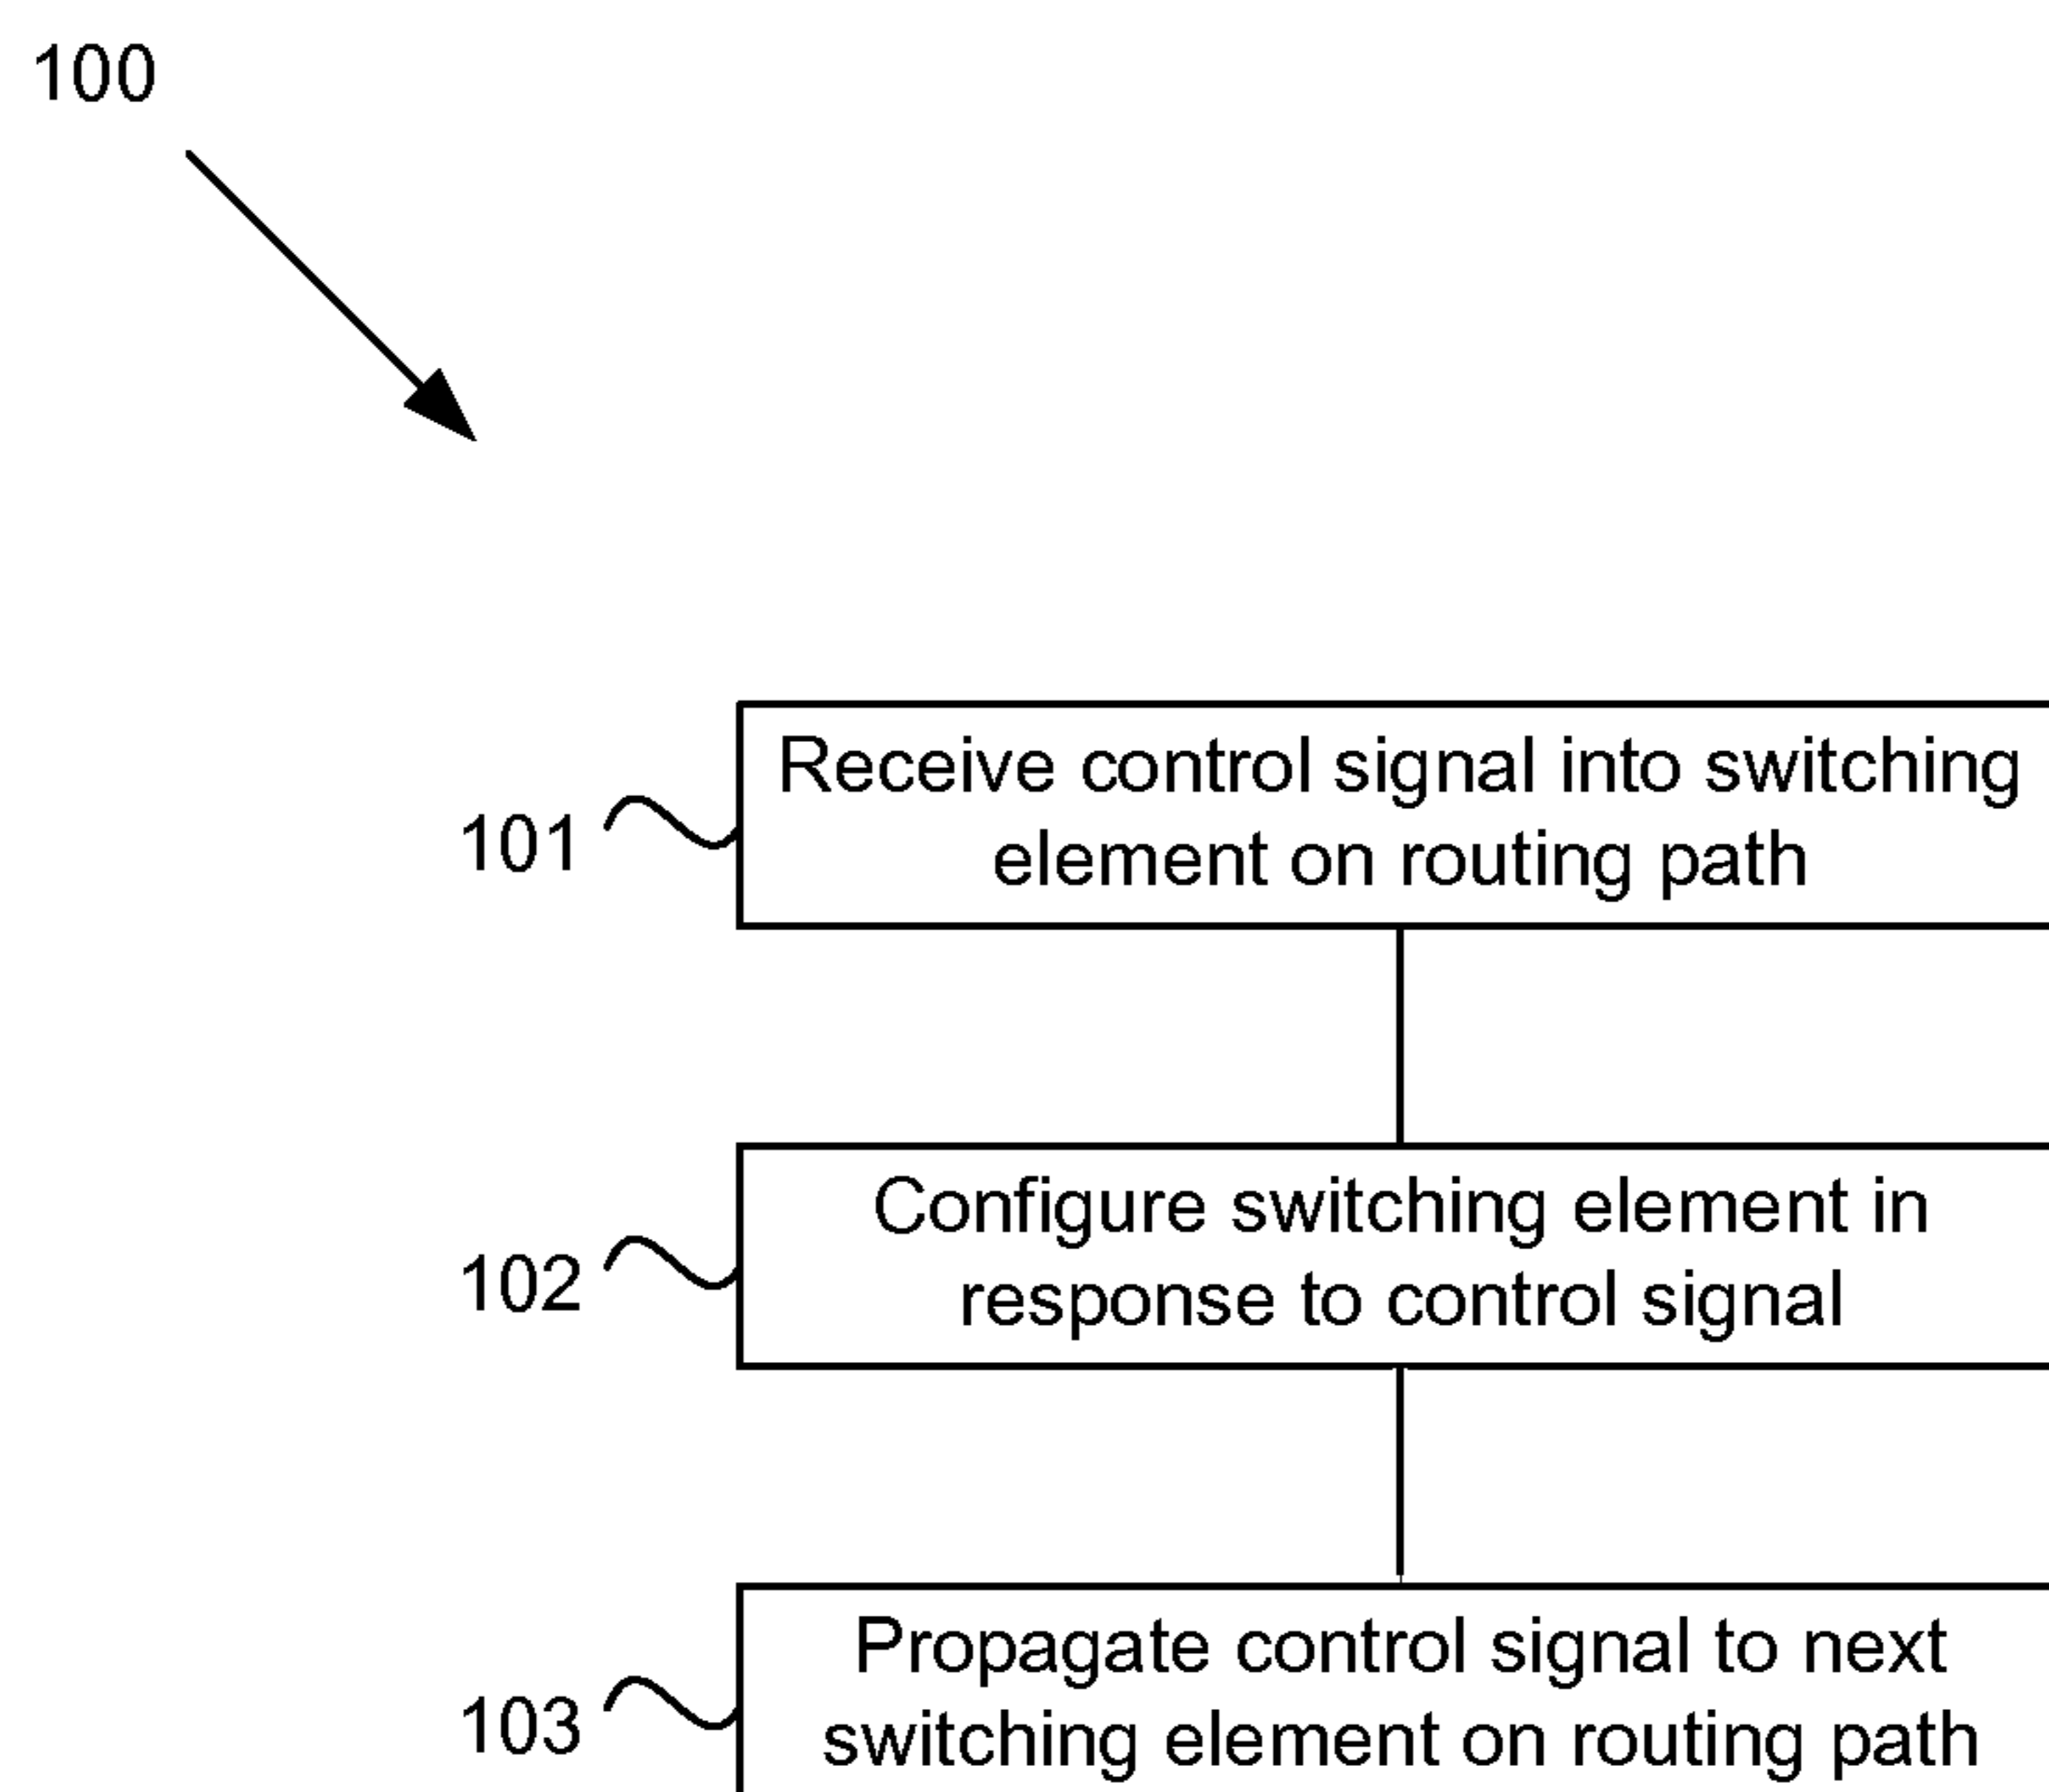 100
Receive control signal into switching
element on routing path
101
Configure switching element in
response to control signal
102
Propagate control signal to next
switching element on routing path
103